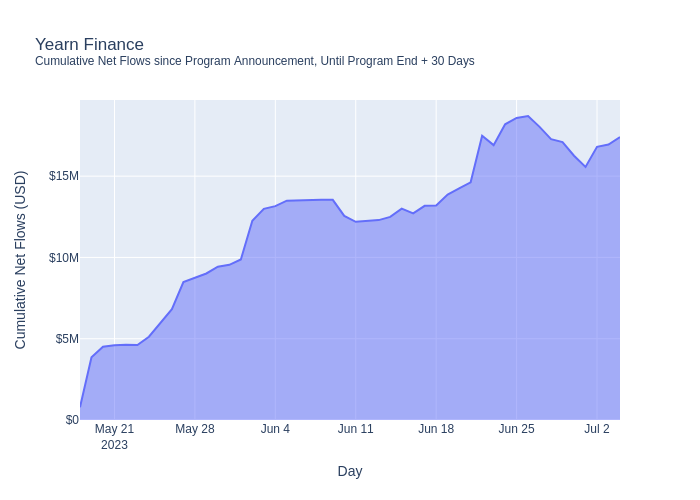 Yearn Finance
Cumulative Net Flows since Program Announcement, Until Program End + 30 Days
Cumulative Net Flows (USD)
$15M
$10M
$5M
$0
May 21
2023
May 28
Jun 4
Jun 11
Jun 18
Jun 25
Jul 2
Day